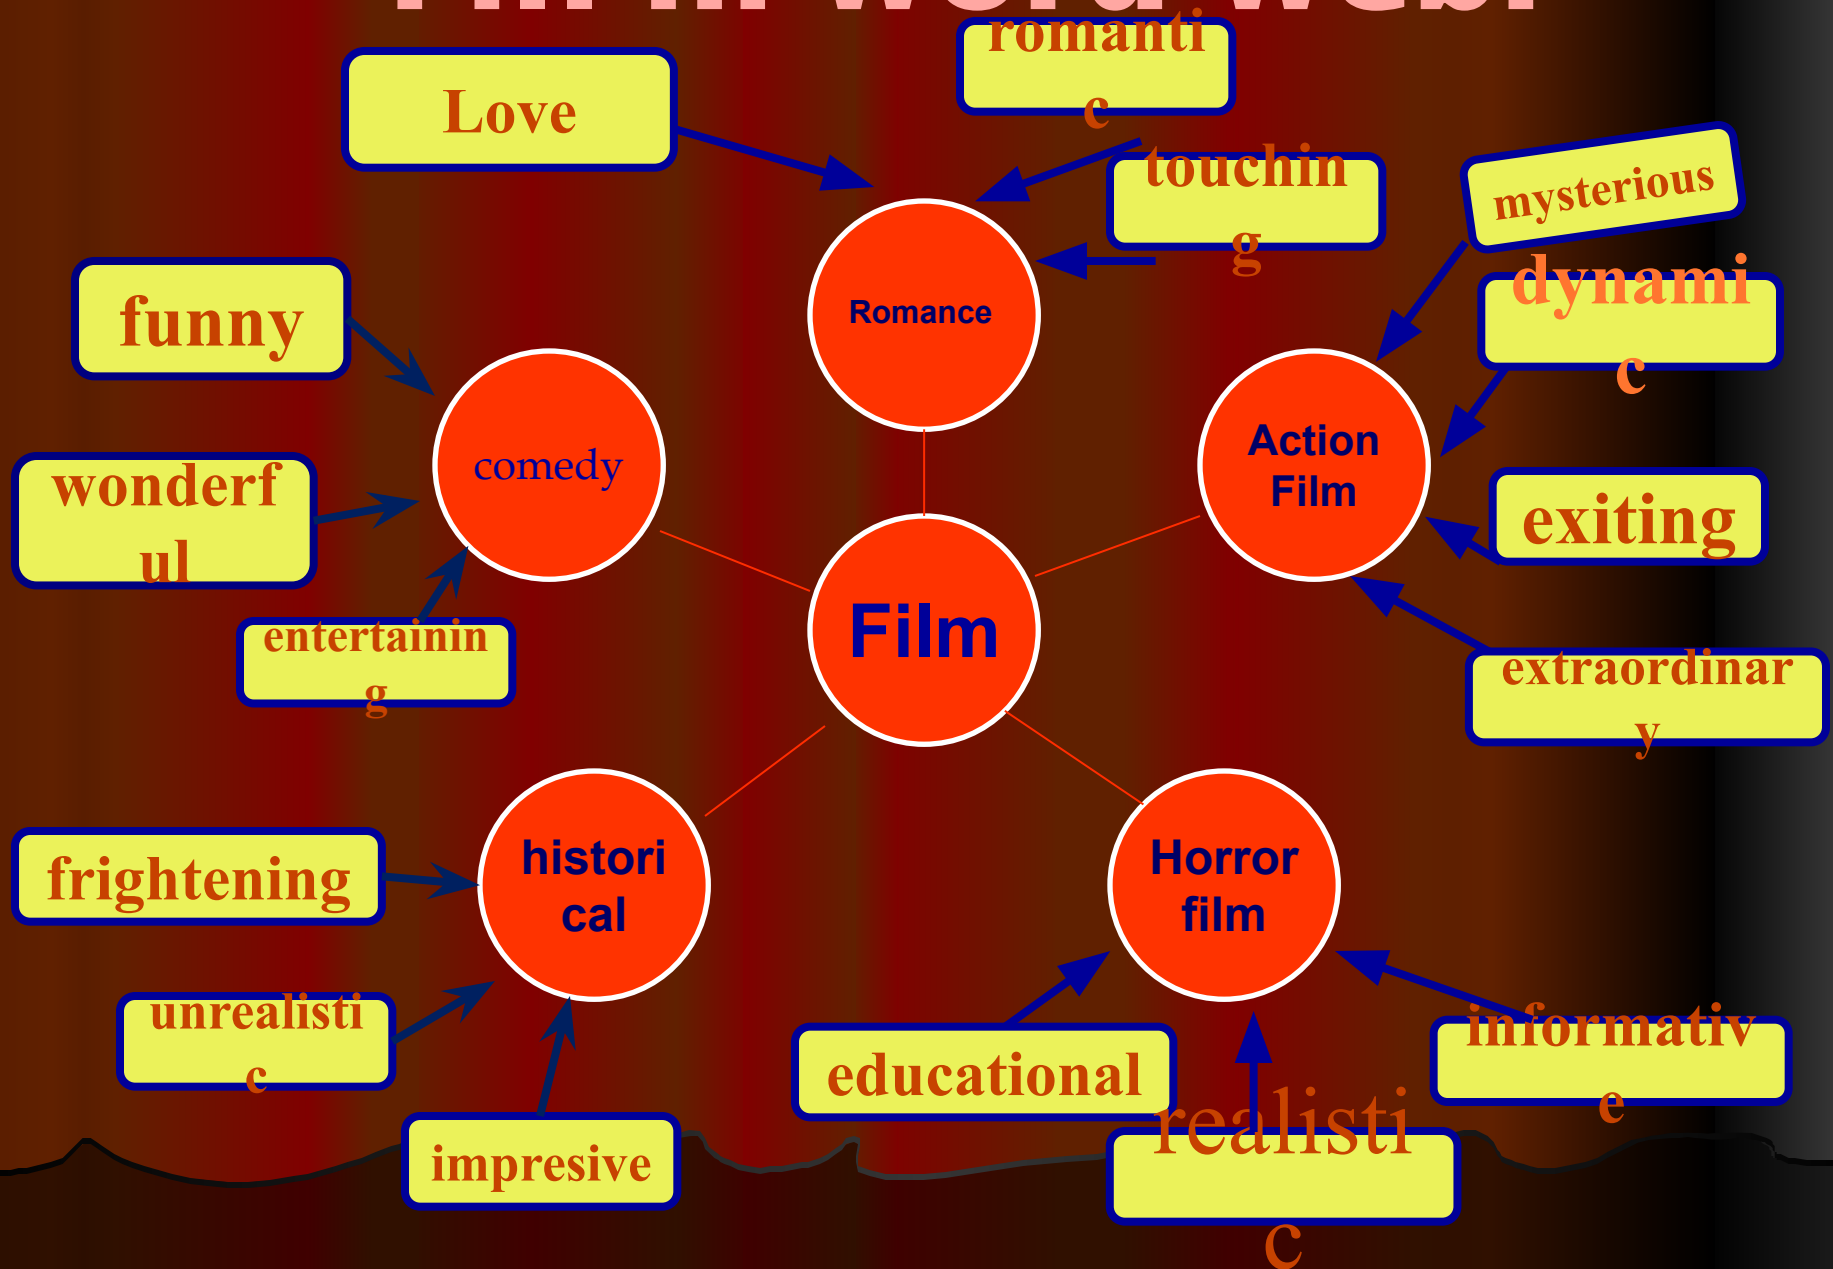 romanti
c
Love
touchin
g
mysterious
dynami
c
funny
Romance
comedy
Action
Film
wonderf
ul
exiting
Film
entertainin
g
extraordinar
y
frightening
histori
cal
Horror
film
unrealisti
c
educational
informativ
e
impresive
realisti
c